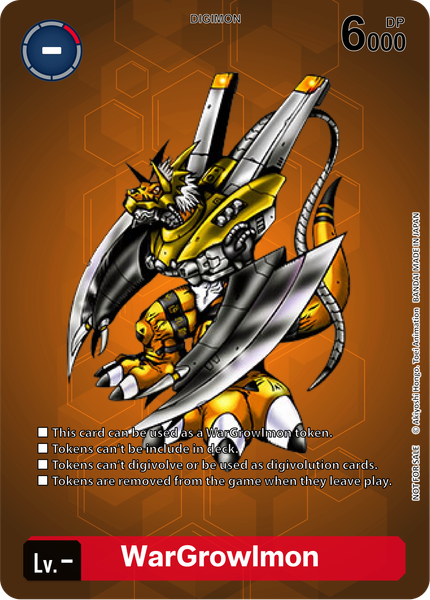 DIGIMON
DP
6000
-
■ This card can be used as a WarGrowlmon token.
■ Tokens can't be include in deck.
■ Tokens can't digivolve or be used as digivolution cards.
■ Tokens are removed from the game when they leave play.
NOT FOR SALE © Akiyoshi Hongo, Toei Animation BANDAI MADE IN JAPAN
Lv.-
WarGrowlmon